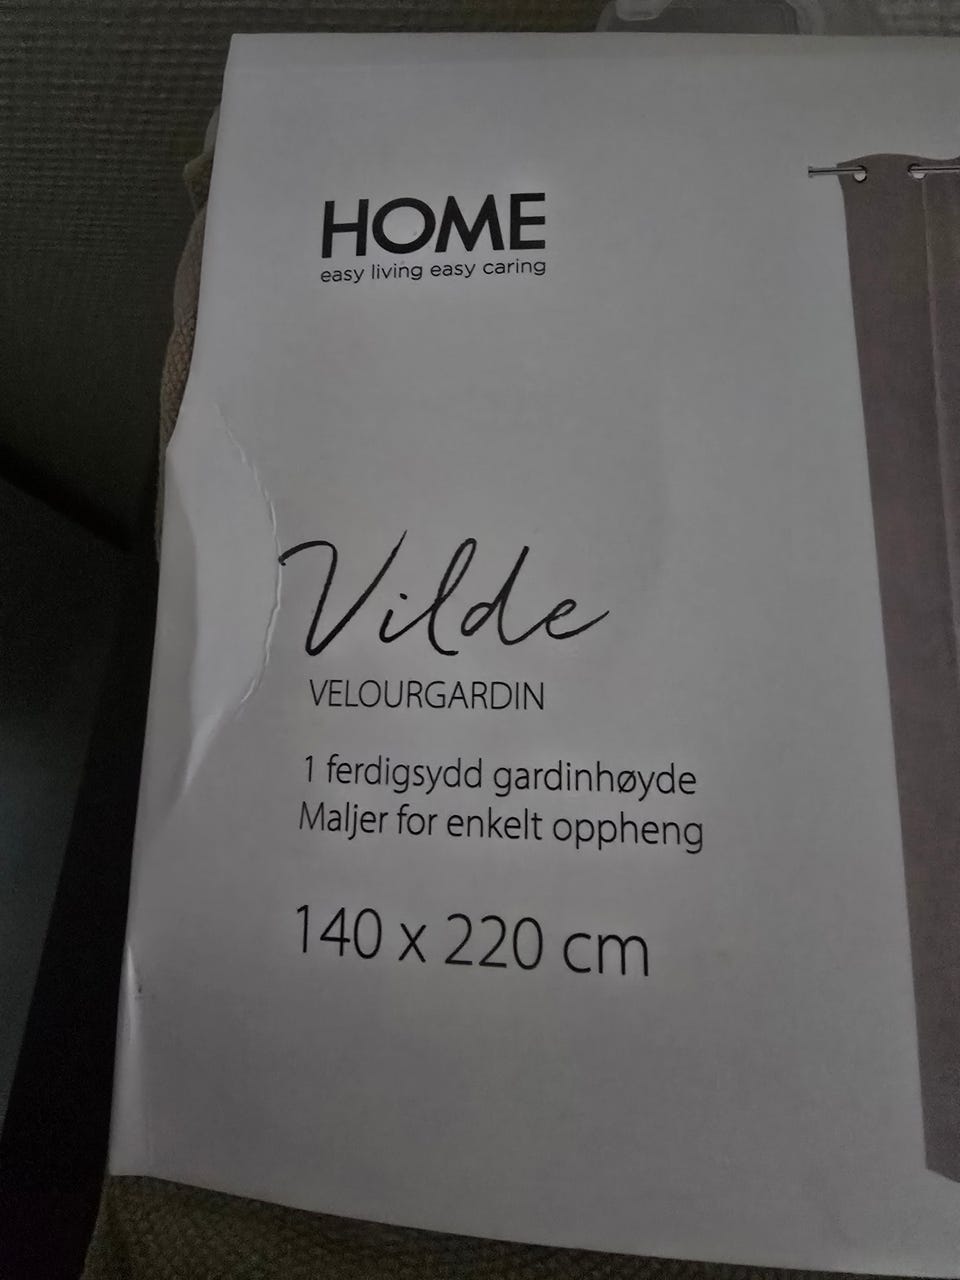 HOME
easy living easy caring
Vilde
VELOURGARDIN
1 ferdigsydd gardinhøyde
Maljer for enkelt oppheng
140 x 220 cm